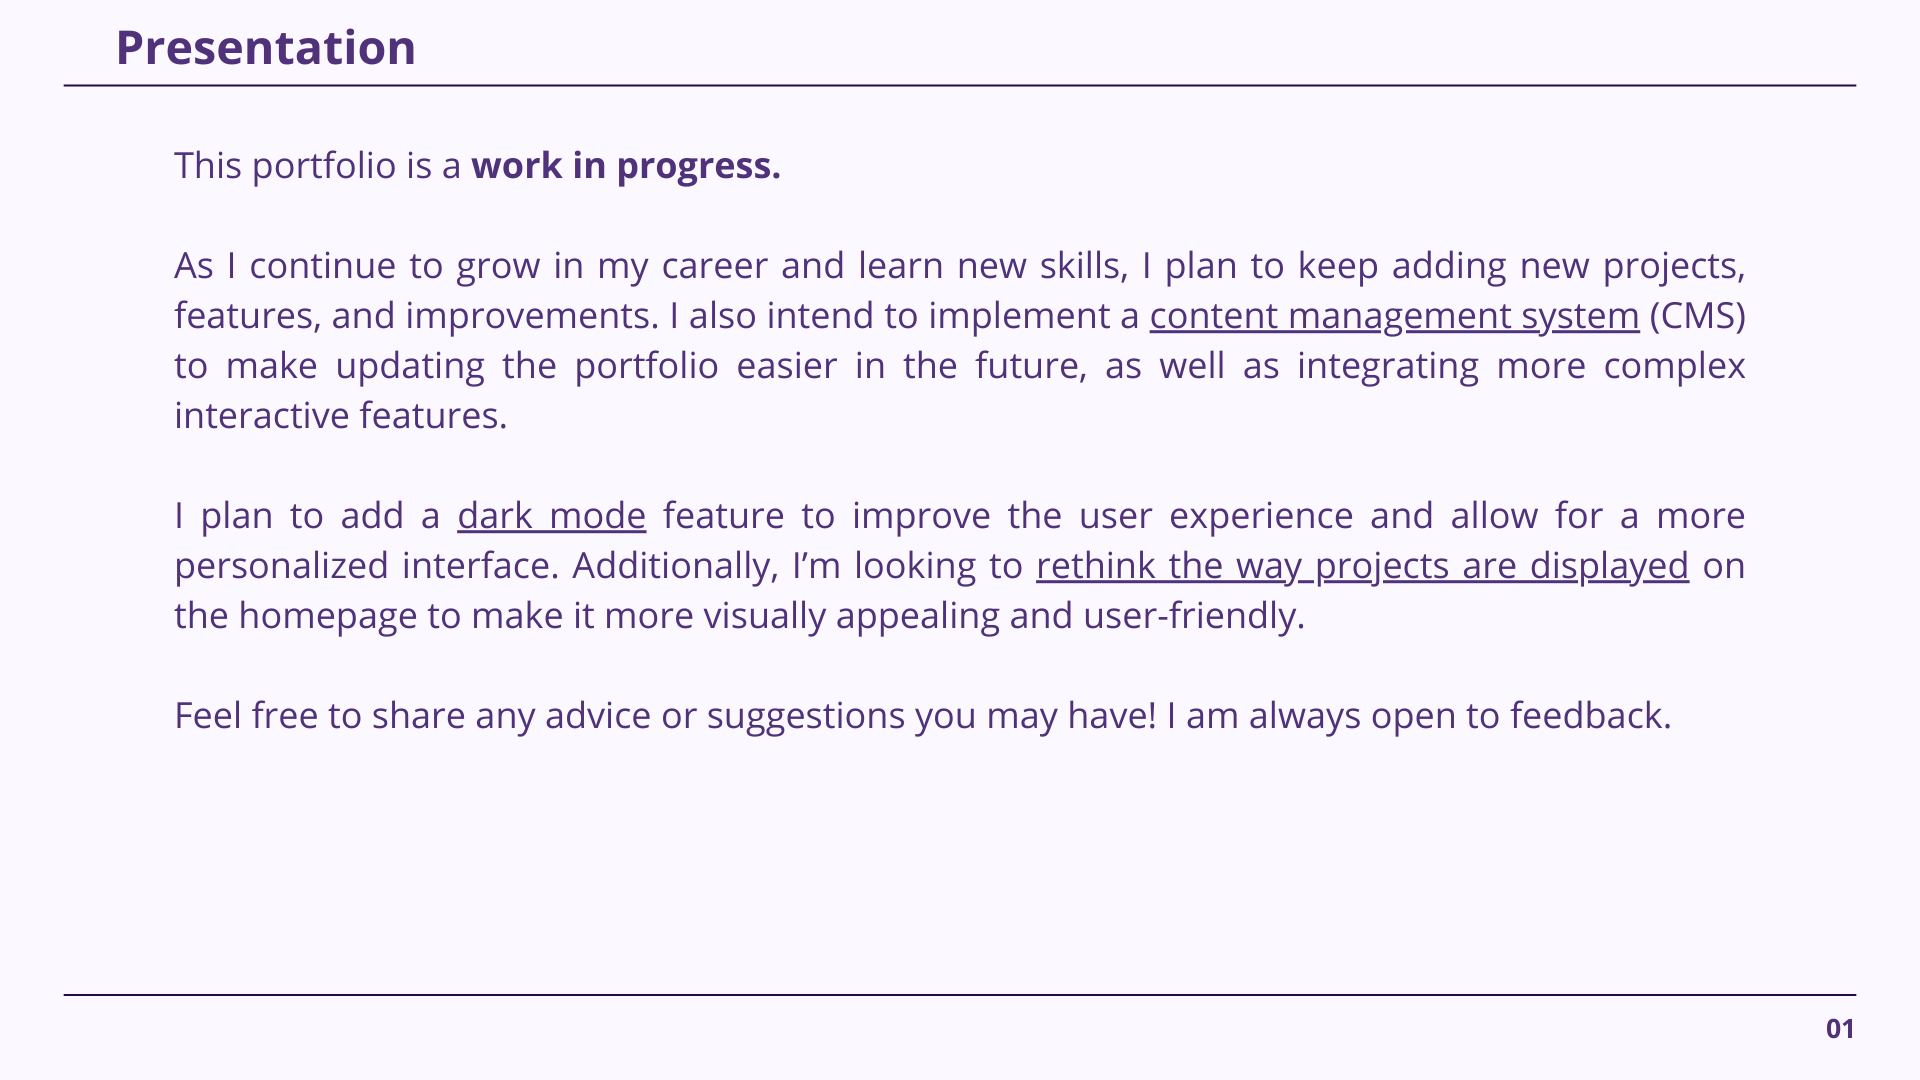 Presentation
This portfolio is a work in progress.
As I continue to grow in my career and learn new skills, I plan to keep adding new projects,
features, and improvements. I also intend to implement a content management system (CMS)
to make updating the portfolio easier in the future, as well as integrating more complex
interactive features.
I plan to add a dark mode feature to improve the user experience and allow for a more
personalized interface. Additionally, I’m looking to rethink the way projects are displayed on
the homepage to make it more visually appealing and user-friendly.
Feel free to share any advice or suggestions you may have! I am always open to feedback.
01